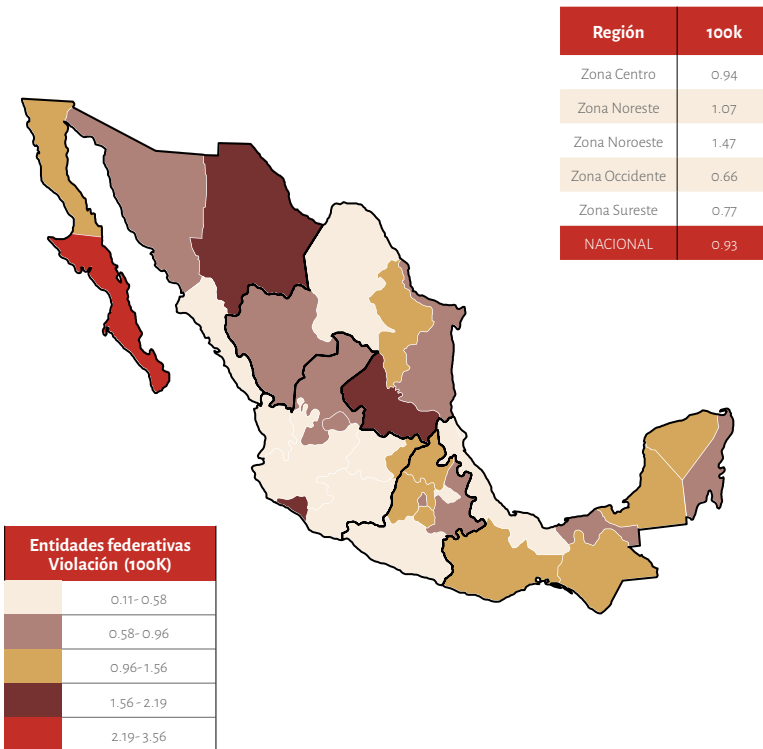 Región 100k
Zona Centro 0.94
Zona Noreste 1.07
Zona Noroeste 1.47
Zona Occidente 0.66
Zona Sureste 0.77
NACIONAL 0.93
Entidades federativas
Violación (100K)
0.11-0.58
0.58-0.96
0.96-1.56
1.56-2.19
2.19-3.56